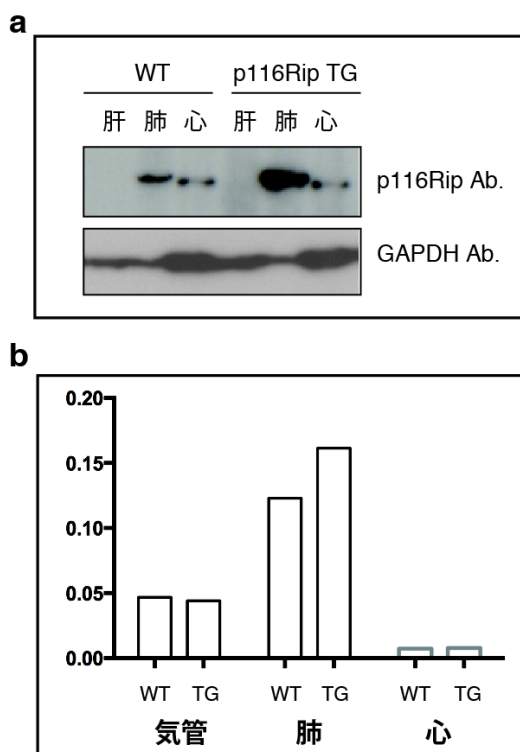 a
WT p116Rip TG
肝 肺 心 肝 肺 心
p116Rip Ab.
GAPDH Ab.
b
0.20
0.15
0.10
0.05
0.00
WT TG WT TG WT TG
気管 肺 心